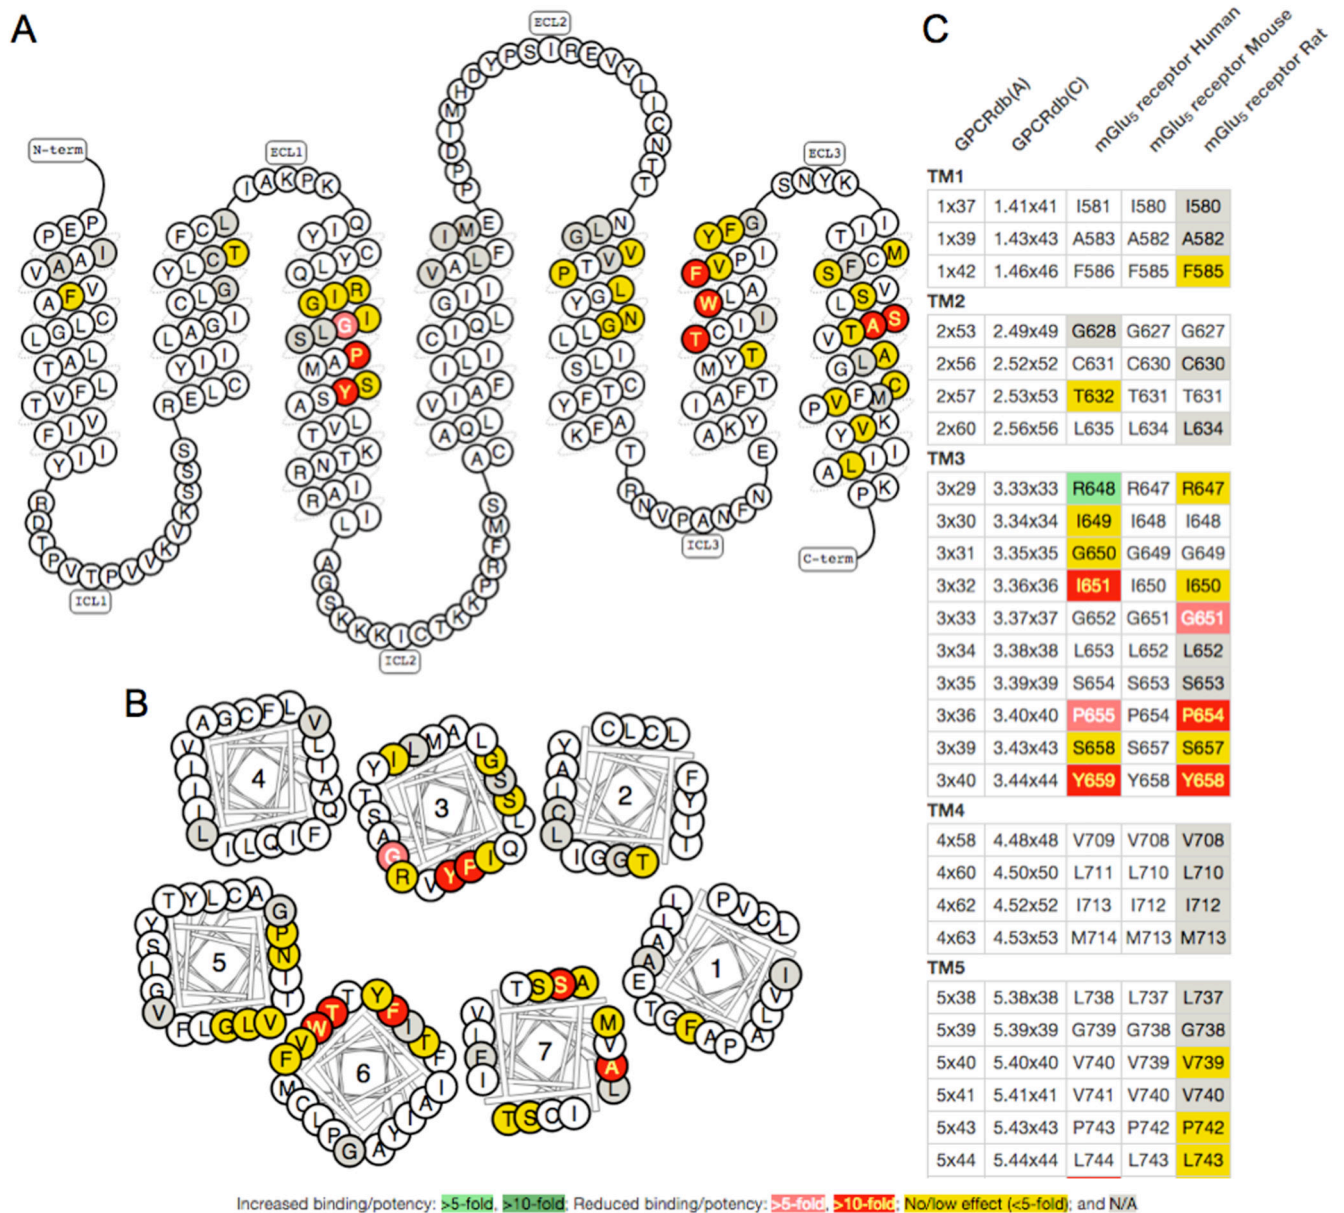 A
N-term
P E P
V A A I
A F V
L G L C
T A L
T V F L
F I V
Y I I
R D T P V T P V V K V K S S S
ICL1
F C L
Y L C T
C L G
L A G I
Y I I
R E L C
ECL1
I A K P K
Y I Q
Q L Y C
G I R
S L G I
M A P
A S Y S
T V L
R N T K
R A I
L I
A G S K K K I C T K K P R F M S
ICL2
ECL2
P P D T I M H D Y P S I R E V Y L I C N T T
I M E
V A L F
G I I
C I Q L
I L I
V I A F
A Q L
A C
G L N
P T V V
Y G L
L L G N
S L I
Y F T C
K F A
T R N V P A N F N E
ICL3
Y F G
F V P I
W L A
T C I I
M Y T
I A F T
A K Y
ECL3
S N Y K
T I I
S F C M
L S V
V T A S
G L A
P V F M C
Y V K
A L I I
P K
C-term
B
4
A G C F L V L I A Q F I Q L I L I I I V
3
Y I L M A L G S S L Q I P Y V R G A S T
2
C L C L F Y I I T G G I L C I A Y
5
T Y L C A G P N I T V L G L F V G L S Y
6
T Y F I T F I A I Y A G P L C M F V W T
7
T S S A M V A L I C S T I F L V
1
P V C L I V L A P A F G T E A A L L
C
GPCRdb(A) GPCRdb(C) mGlu5 receptor Human mGlu5 receptor Mouse mGlu5 receptor Rat
TM1
1x37 1.41x41 I581 I580 I580
1x39 1.43x43 A583 A582 A582
1x42 1.46x46 F586 F585 F585
TM2
2x53 2.49x49 G628 G627 G627
2x56 2.52x52 C631 C630 C630
2x57 2.53x53 T632 T631 T631
2x60 2.56x56 L635 L634 L634
TM3
3x29 3.33x33 R648 R647 R647
3x30 3.34x34 I649 I648 I648
3x31 3.35x35 G650 G649 G649
3x32 3.36x36 I651 I650 I650
3x33 3.37x37 G652 G651 G651
3x34 3.38x38 L653 L652 L652
3x35 3.39x39 S654 S653 S653
3x36 3.40x40 P655 P654 P654
3x39 3.43x43 S658 S657 S657
3x40 3.44x44 Y659 Y658 Y658
TM4
4x58 4.48x48 V709 V708 V708
4x60 4.50x50 L711 L710 L710
4x62 4.52x52 I713 I712 I712
4x63 4.53x53 M714 M713 M713
TM5
5x38 5.38x38 L738 L737 L737
5x39 5.39x39 G739 G738 G738
5x40 5.40x40 V740 V739 V739
5x41 5.41x41 V741 V740 V740
5x43 5.43x43 P743 P742 P742
5x44 5.44x44 L744 L743 L743
Increased binding/potency: >5-fold, >10-fold; Reduced binding/potency: >5-fold, >10-fold; No/low effect (<5-fold); and N/A